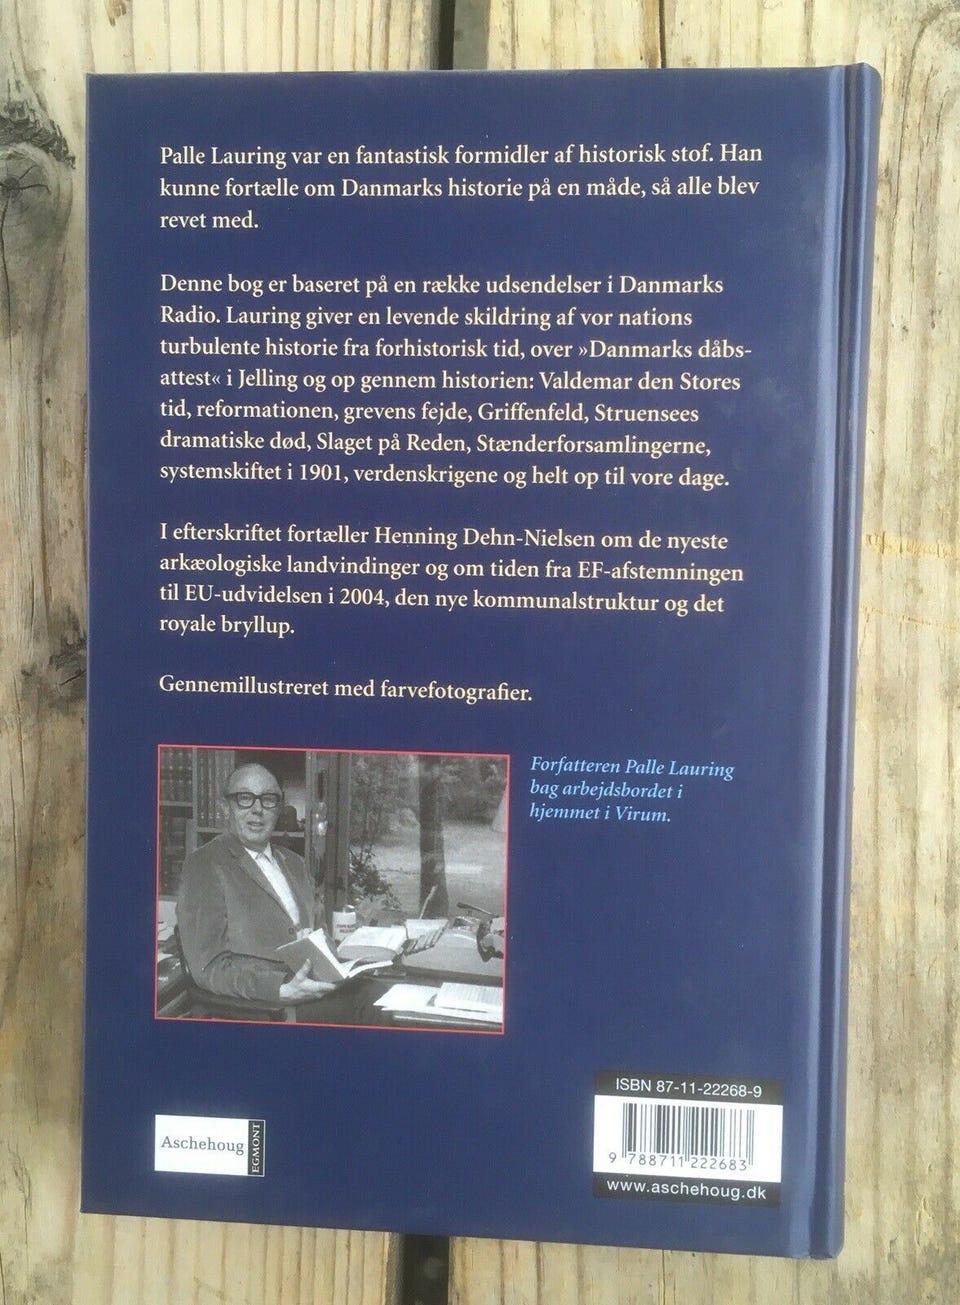 Palle Lauring var en fantastisk formidler af historisk stof. Han
kunne fortælle om Danmarks historie på en måde, så alle blev
revet med.
Denne bog er baseret på en række udsendelser i Danmarks
Radio. Lauring giver en levende skildring af vor nations
turbulente historie fra forhistorisk tid, over »Danmarks dåbs-
attest« i Jelling og op gennem historien: Valdemar den Stores
tid, reformationen, grevens fejde, Griffenfeld, Struensees
dramatiske død, Slaget på Reden, Stænderforsamlingerne,
systemskiftet i 1901, verdenskrigene og helt op til vore dage.
I efterskriftet fortæller Henning Dehn-Nielsen om de nyeste
arkæologiske landvindinger og om tiden fra EF-afstemningen
til EU-udvidelsen i 2004, den nye kommunalstruktur og det
royale bryllup.
Gennemillustreret med farvefotografier.
Forfatteren Palle Lauring
bag arbejdsbordet i
hjemmet i Virum.
ISBN 87-11-22268-9
9 788711 222683
www.aschehoug.dk
Aschehoug
EGMONT